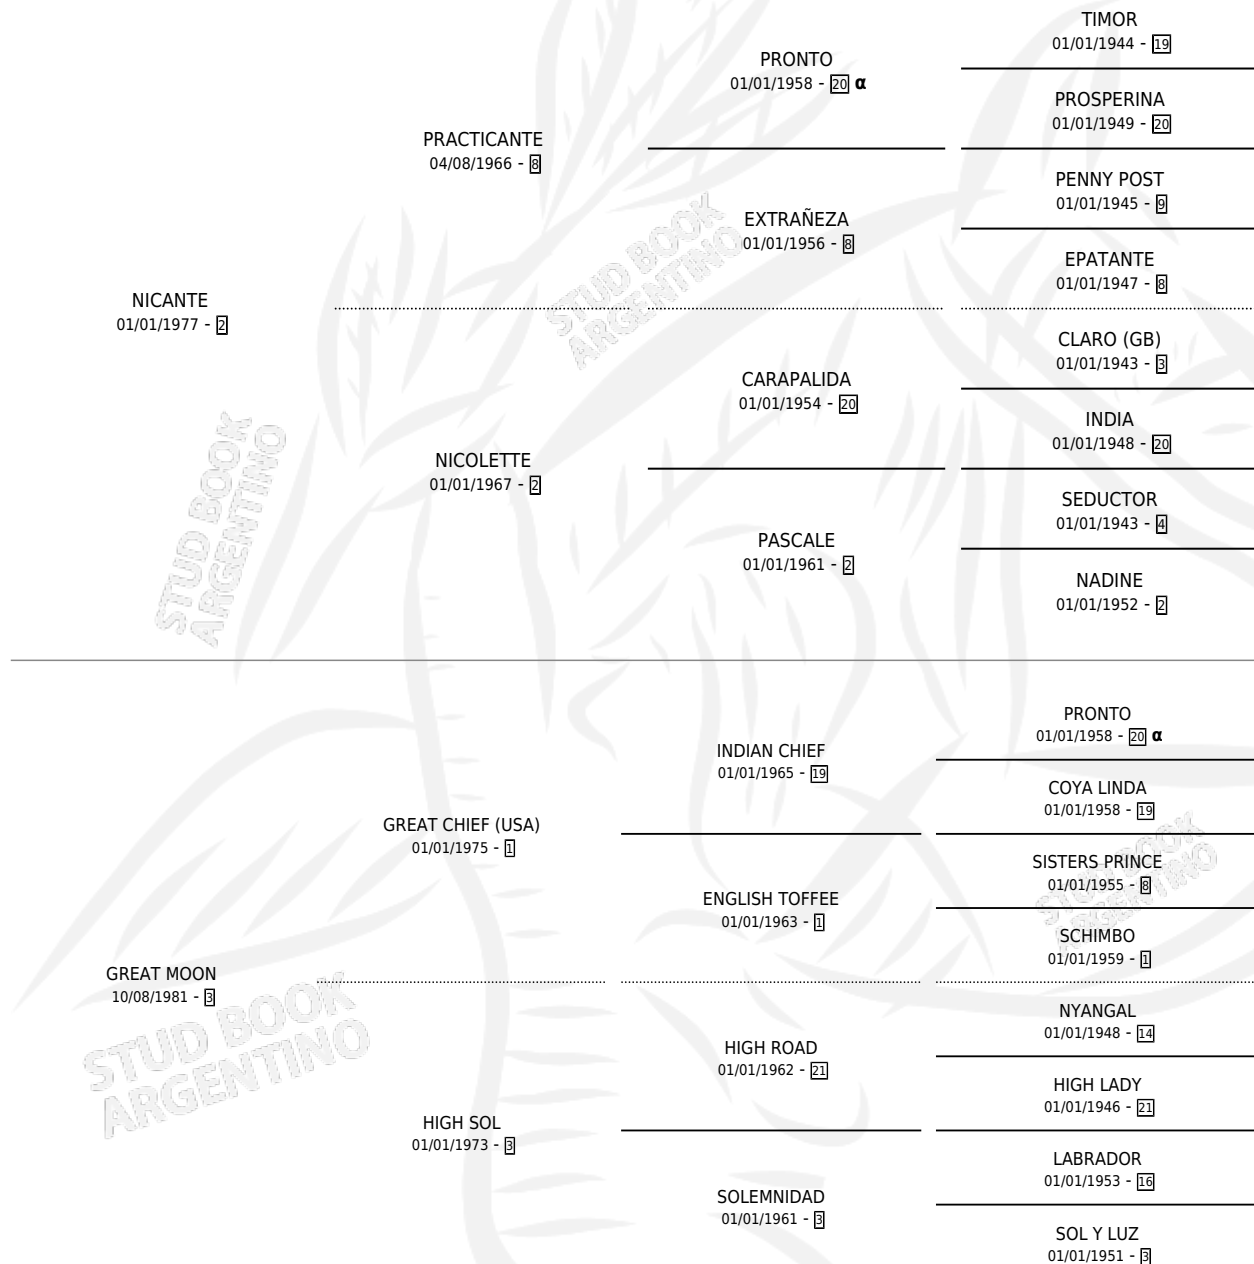 TIMOR
01/01/1944 - 19
PRONTO
01/01/1958 - 20 α
PROSPERINA
01/01/1949 - 20
PRACTICANTE
04/08/1966 - 8
PENNY POST
01/01/1945 - 9
EXTRAÑEZA
01/01/1956 - 8
EPATANTE
01/01/1947 - 8
NICANTE
01/01/1977 - 2
CLARO (GB)
01/01/1943 - 3
CARAPALIDA
01/01/1954 - 20
INDIA
01/01/1948 - 20
NICOLETTE
01/01/1967 - 2
SEDUCTOR
01/01/1943 - 4
PASCALE
01/01/1961 - 2
NADINE
01/01/1952 - 2
PRONTO
01/01/1958 - 20 α
INDIAN CHIEF
01/01/1965 - 19
COYA LINDA
01/01/1958 - 19
GREAT CHIEF (USA)
01/01/1975 - 1
SISTERS PRINCE
01/01/1955 - 8
ENGLISH TOFFEE
01/01/1963 - 1
SCHIMBO
01/01/1959 - 1
GREAT MOON
10/08/1981 - 3
NYANGAL
01/01/1948 - 14
HIGH ROAD
01/01/1962 - 21
HIGH LADY
01/01/1946 - 21
HIGH SOL
01/01/1973 - 3
LABRADOR
01/01/1953 - 16
SOLEMNIDAD
01/01/1961 - 3
SOL Y LUZ
01/01/1951 - 3
STUD BOOK
ARGENTINO
STUD BOOK
ARGENTINO
STUD BOOK
ARGENTINO
STUD BOOK
ARGENTINO